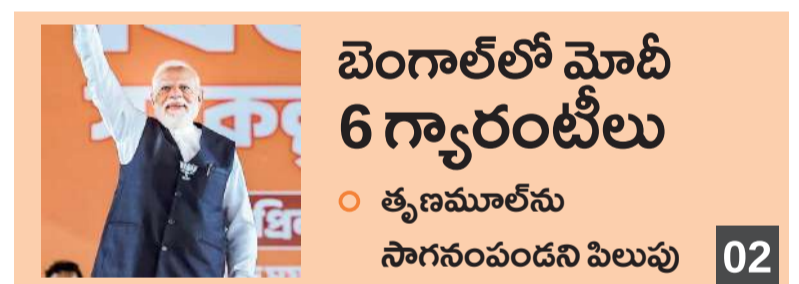 బెంగాల్‌లో మోదీ
6 గ్యారంటీలు
తృణమూల్‌ను
సాగనంపండని పిలుపు
02